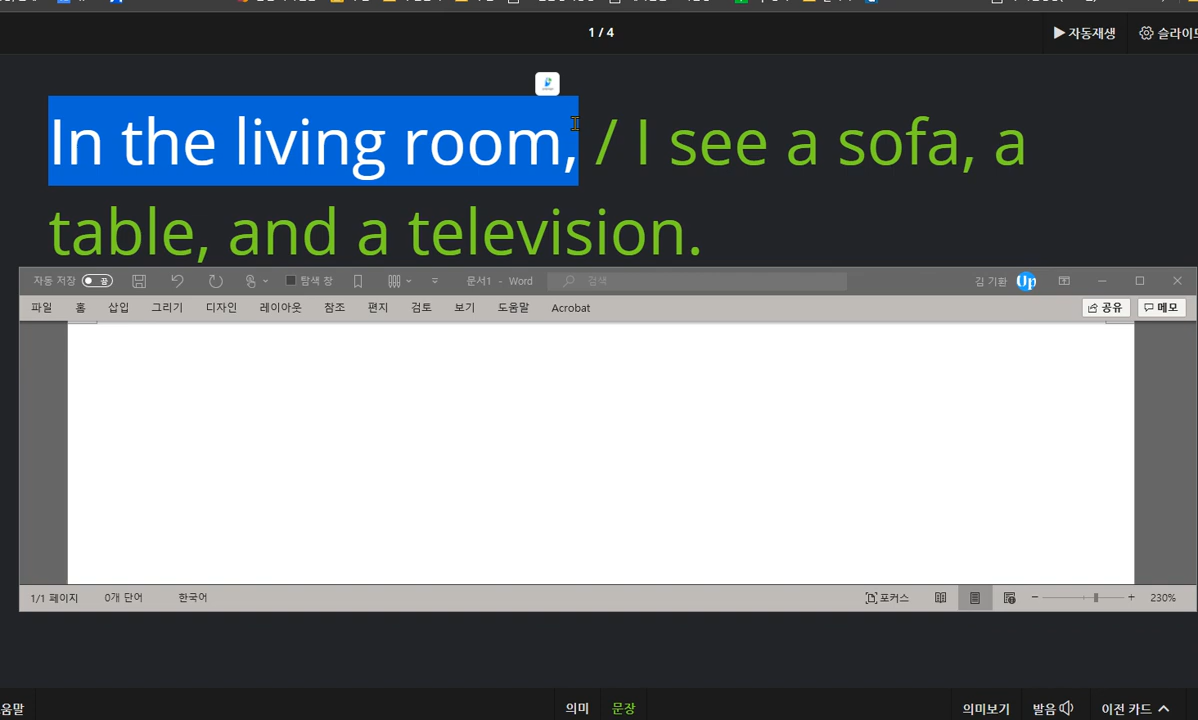 1 / 4
▶자동재생
슬라이드
In the living room, / I see a sofa, a
table, and a television.
자동 저장 끔
탐색 창
문서1 - Word
검색
김 기환
Up
파일 홈 삽입 그리기 디자인 레이아웃 참조 편지 검토 보기 도움말 Acrobat
공유
메모
1/1 페이지 0개 단어 한국어
포커스
230%
움말
의미 문장
의미보기 발음 이전 카드